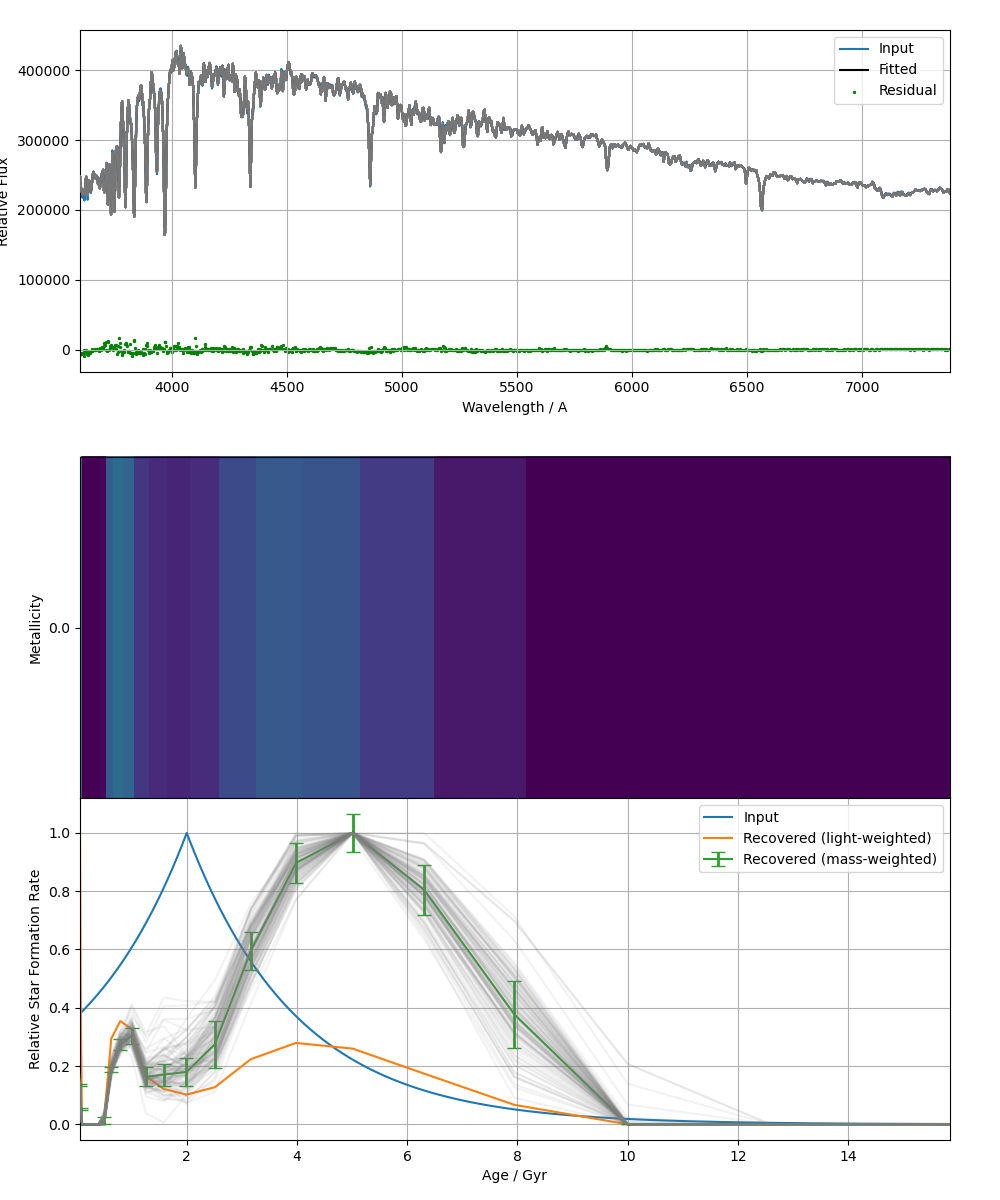 Input
Fitted
Residual
400000
300000
200000
100000
0
Relative Flux
4000
4500
5000
5500
6000
6500
7000
Wavelength / A
Metallicity
0.0
Input
Recovered (light-weighted)
Recovered (mass-weighted)
1.0
0.8
0.6
0.4
0.2
0.0
Relative Star Formation Rate
2
4
6
8
10
12
14
Age / Gyr